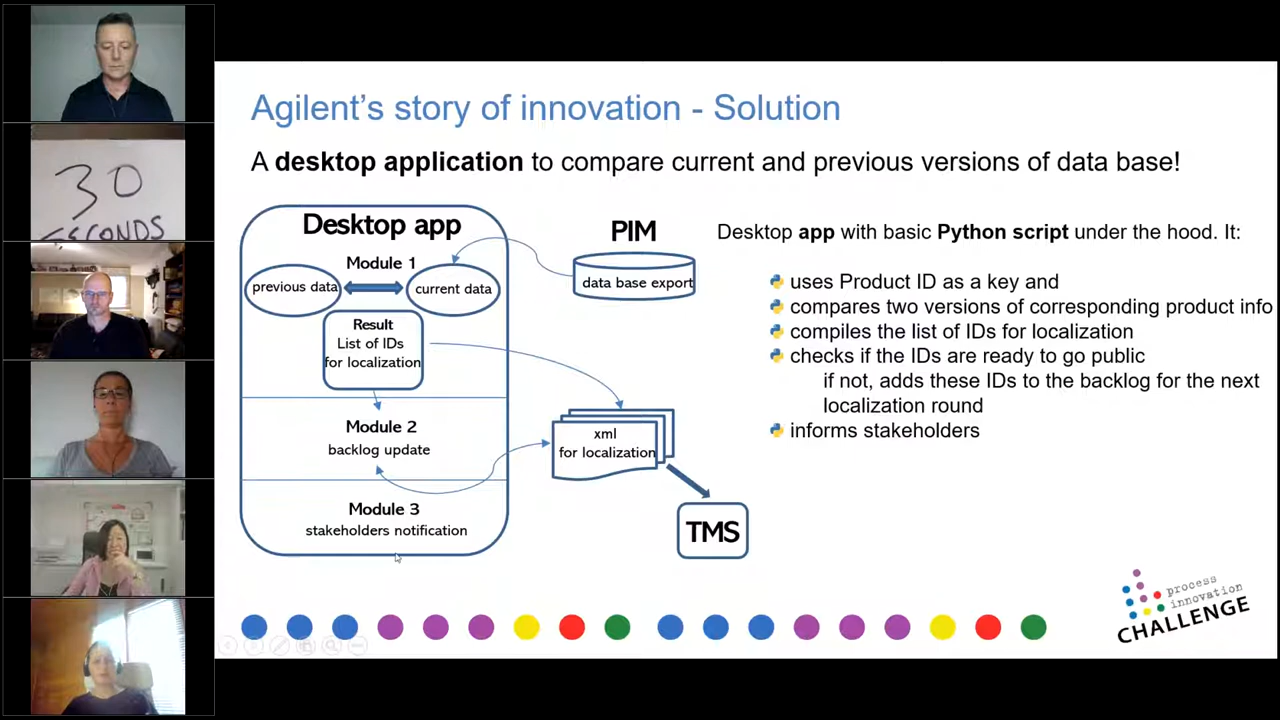 30
SECONDS
Agilent's story of innovation - Solution
A desktop application to compare current and previous versions of data base!
Desktop app
Module 1
previous data
current data
Result
List of IDs
for localization
Module 2
backlog update
Module 3
stakeholders notification
PIM
data base export
xml
for localization
TMS
Desktop app with basic Python script under the hood. It:
uses Product ID as a key and
compares two versions of corresponding product info
compiles the list of IDs for localization
checks if the IDs are ready to go public
if not, adds these IDs to the backlog for the next
localization round
informs stakeholders
process
innovation
CHALLENGE